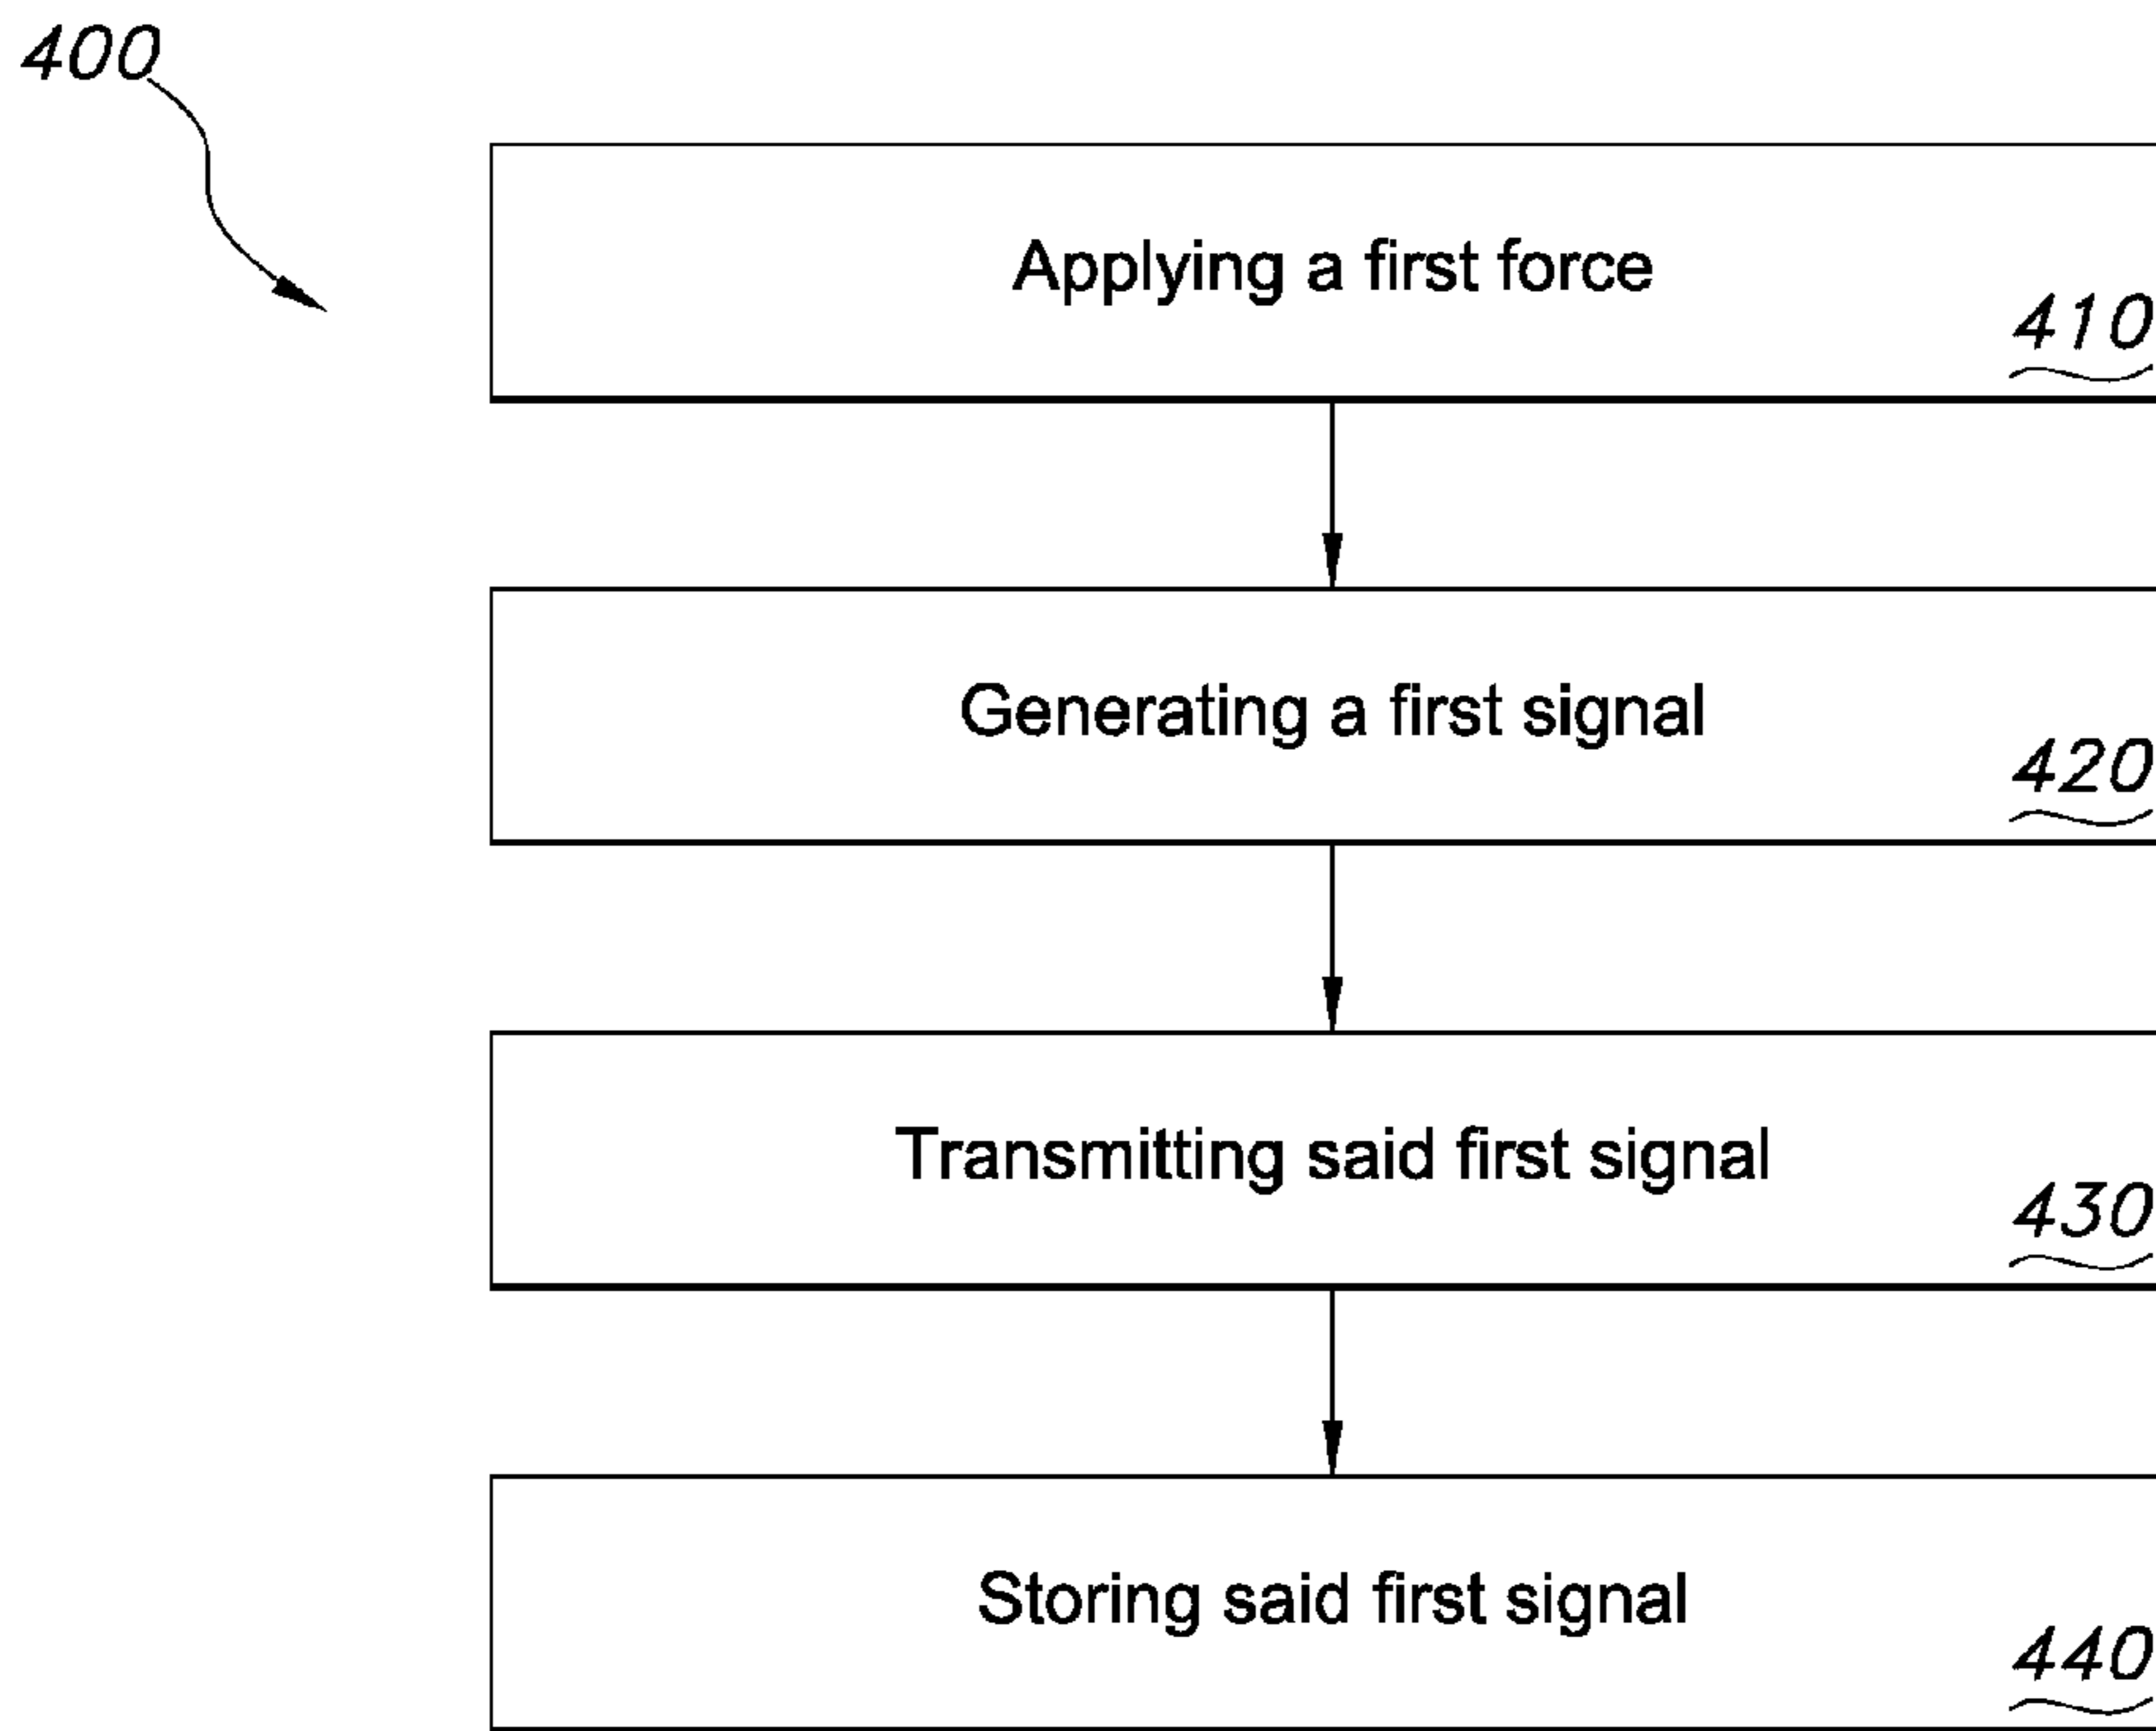 400
Applying a first force
410
Generating a first signal
420
Transmitting said first signal
430
Storing said first signal
440